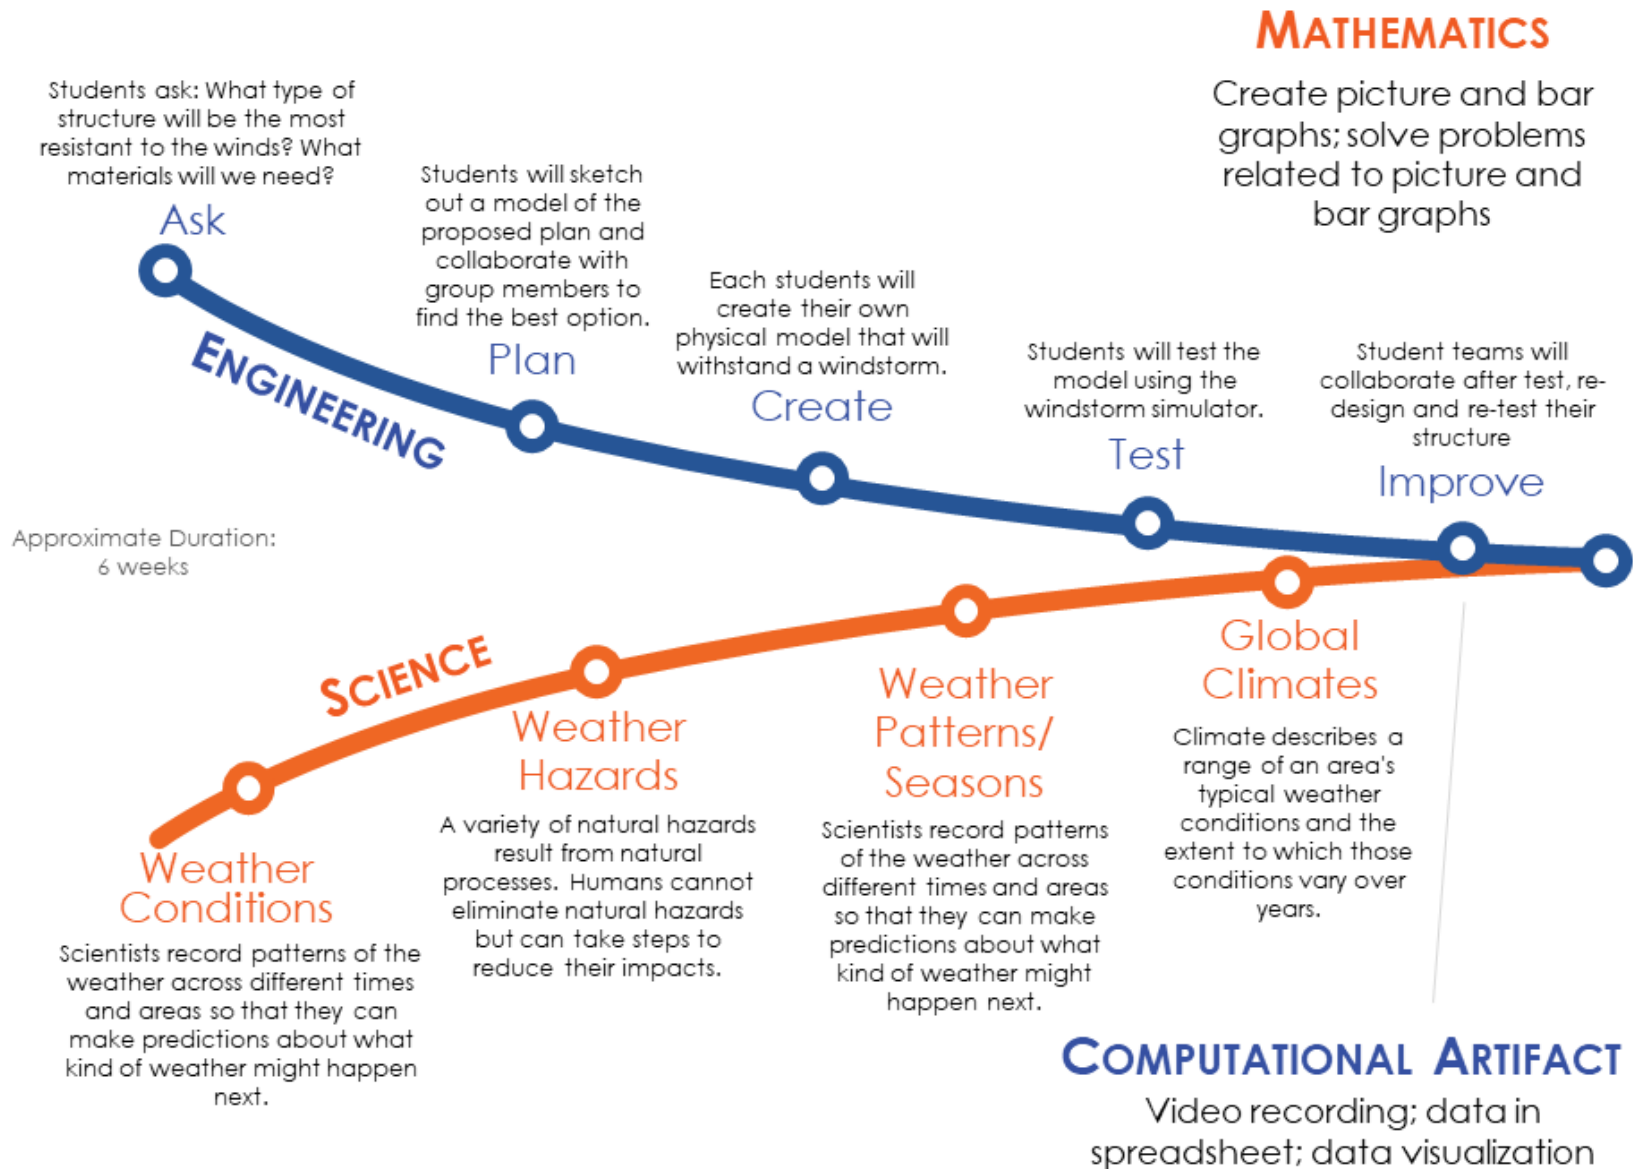 MATHEMATICS
Create picture and bar
graphs; solve problems
related to picture and
bar graphs
Students ask: What type of
structure will be the most
resistant to the winds? What
materials will we need?
Ask
Students will sketch
out a model of the
proposed plan and
collaborate with
group members to
find the best option.
Plan
Each students will
create their own
physical model that will
withstand a windstorm.
Create
Students will test the
model using the
windstorm simulator.
Test
Student teams will
collaborate after test, re-
design and re-test their
structure
Improve
ENGINEERING
Approximate Duration:
6 weeks
SCIENCE
Weather
Conditions
Scientists record patterns of the
weather across different times
and areas so that they can
make predictions about what
kind of weather might happen
next.
Weather
Hazards
A variety of natural hazards
result from natural
processes. Humans cannot
eliminate natural hazards
but can take steps to
reduce their impacts.
Weather
Patterns/
Seasons
Scientists record patterns
of the weather across
different times and areas
so that they can make
predictions about what
kind of weather might
happen next.
Global
Climates
Climate describes a
range of an area's
typical weather
conditions and the
extent to which those
conditions vary over
years.
COMPUTATIONAL ARTIFACT
Video recording; data in
spreadsheet; data visualization